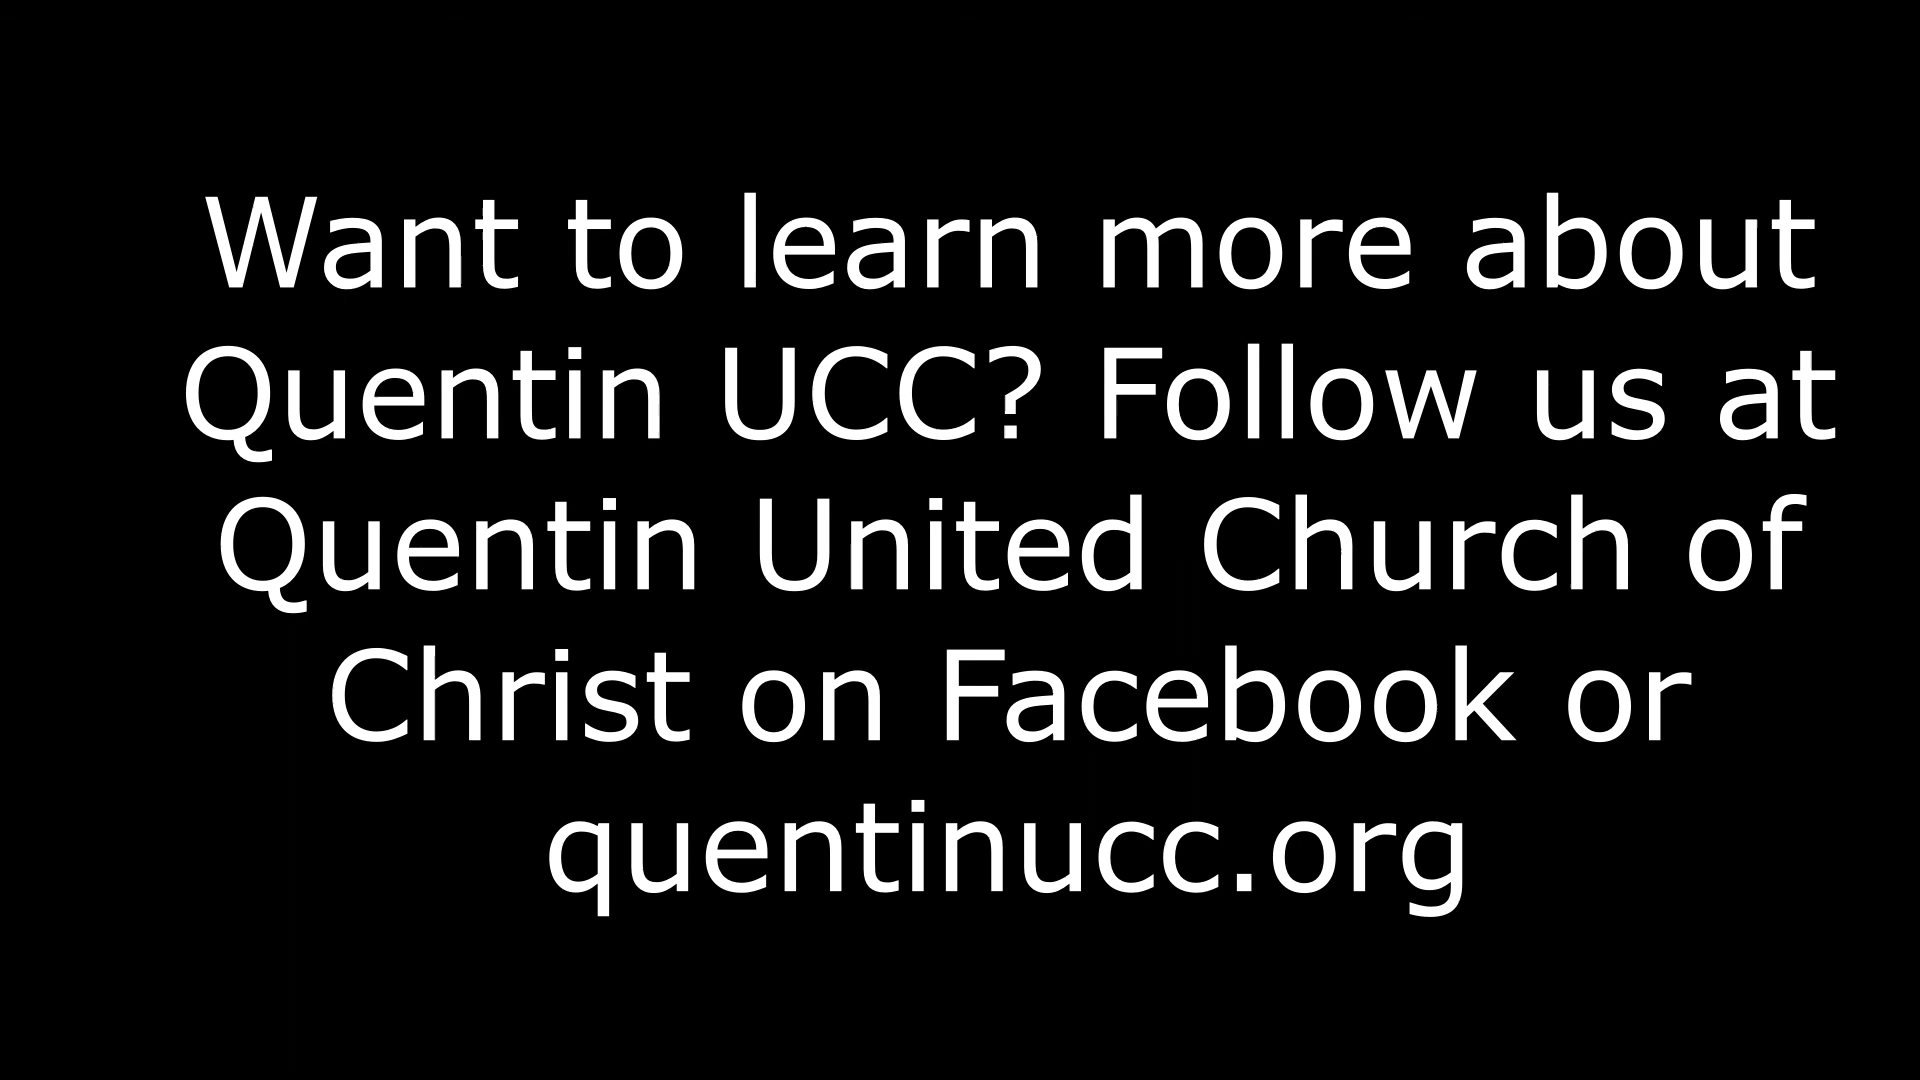 Want to learn more about
Quentin UCC? Follow us at
Quentin United Church of
Christ on Facebook or
quentinucc.org